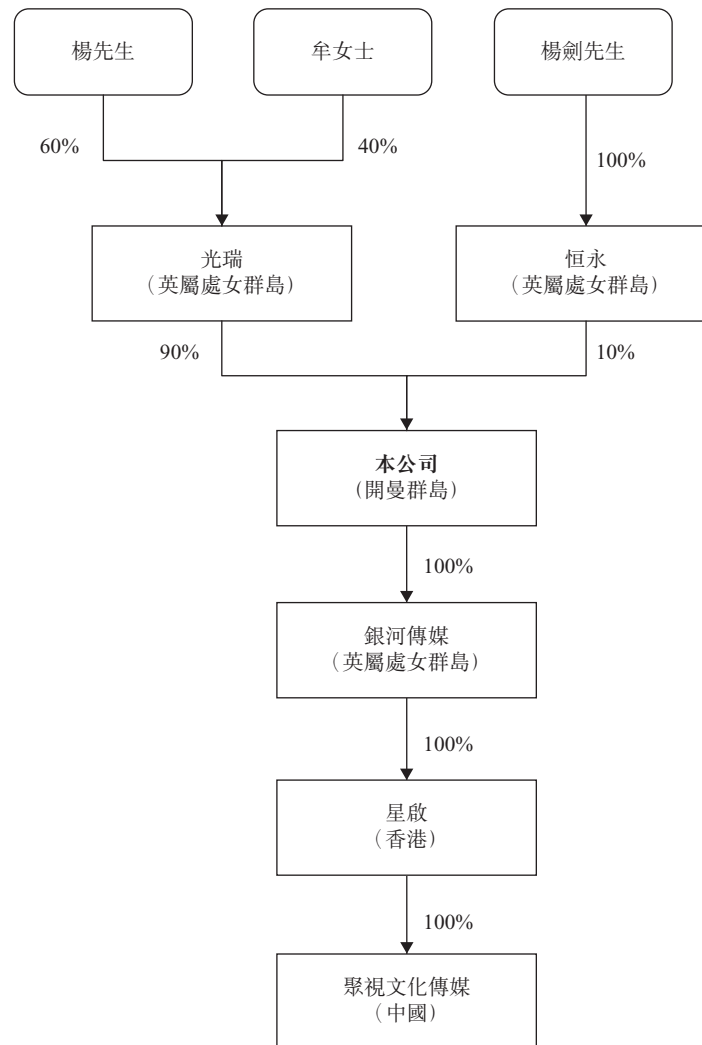 楊先生
牟女士
楊劍先生
60%
40%
100%
光瑞
（英屬處女群島）
恒永
（英屬處女群島）
90%
10%
本公司
（開曼群島）
100%
銀河傳媒
（英屬處女群島）
100%
星啟
（香港）
100%
聚視文化傳媒
（中國）